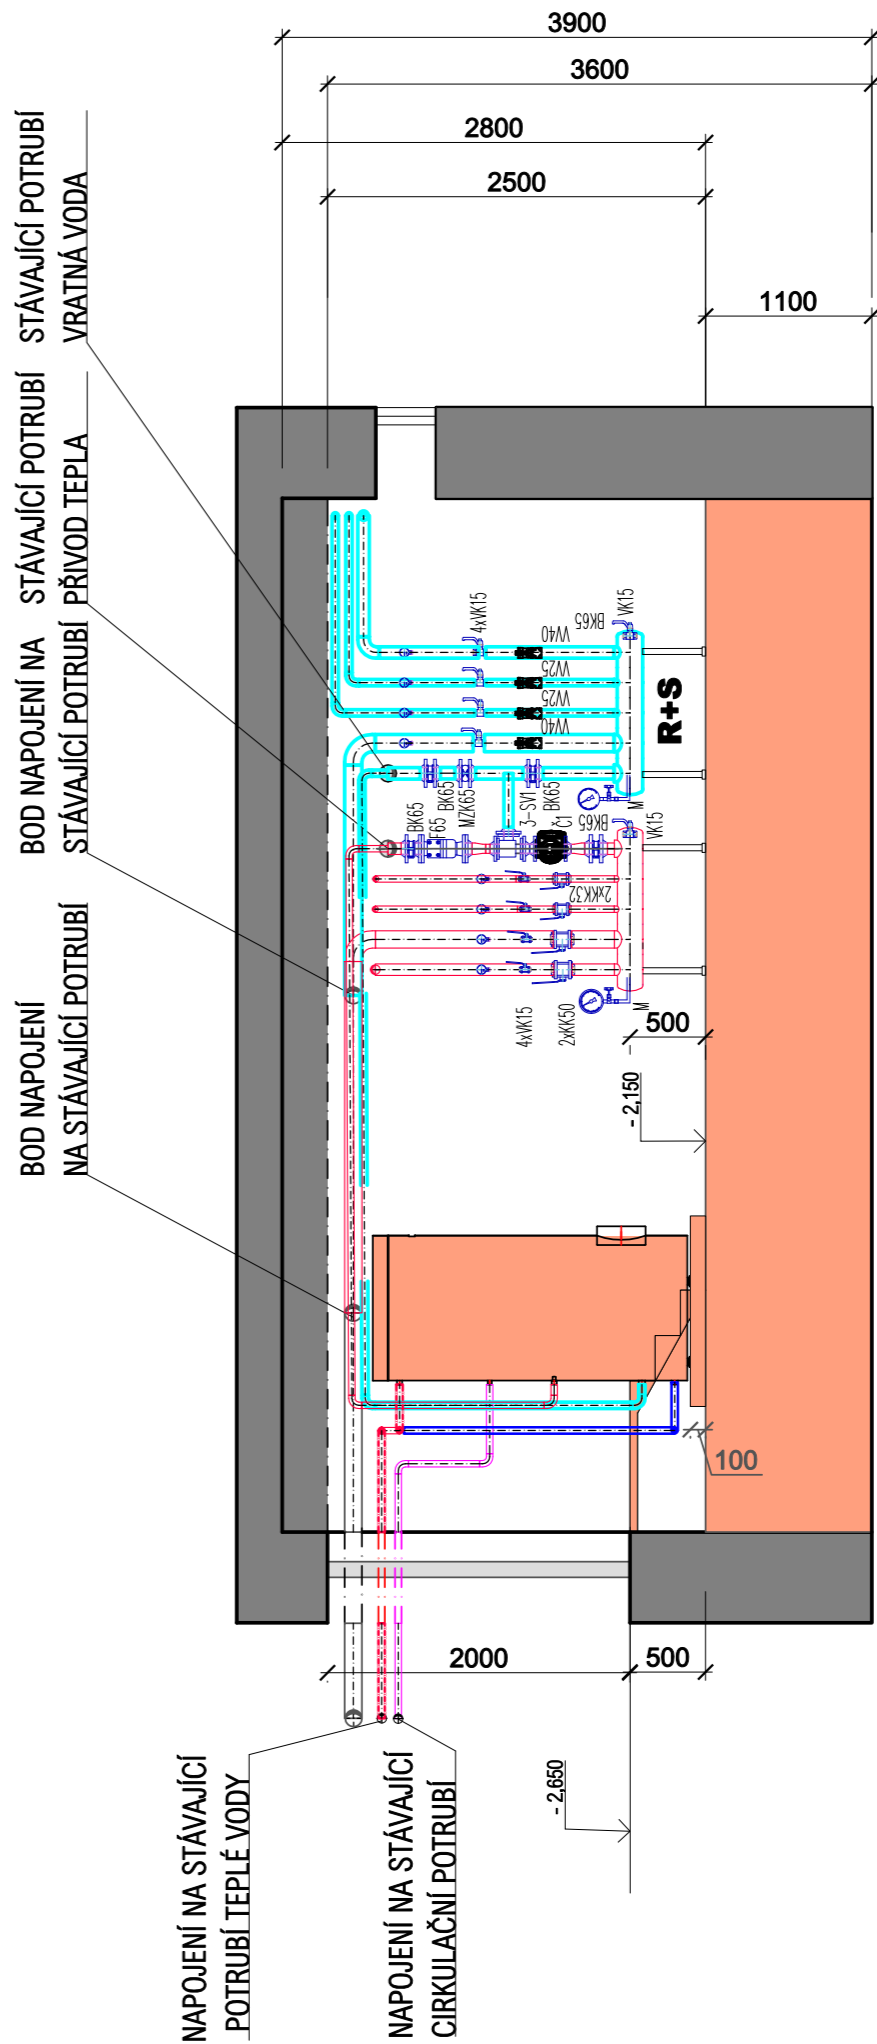 3900
3600
2800
2500
1100
STÁVAJÍCÍ POTRUBÍ
VRATNÁ VODA
STÁVAJÍCÍ POTRUBÍ
PŘÍVOD TEPLA
BOD NAPOJENÍ NA
STÁVAJÍCÍ POTRUBÍ
BOD NAPOJENÍ
NA STÁVAJÍCÍ POTRUBÍ
4xVK15
VV40
VV25
VV25
VV40
BK65
VK15
R+S
M
BK65
F65
BK65
MZK65
3-SV1
BK65
Č1
BK65
VK15
2xKK32
4xVK15
2xKK50
M
500
- 2,150
100
2000
500
- 2,650
NAPOJENÍ NA STÁVAJÍCÍ
POTRUBÍ TEPLÉ VODY
NAPOJENÍ NA STÁVAJÍCÍ
CIRKULAČNÍ POTRUBÍ